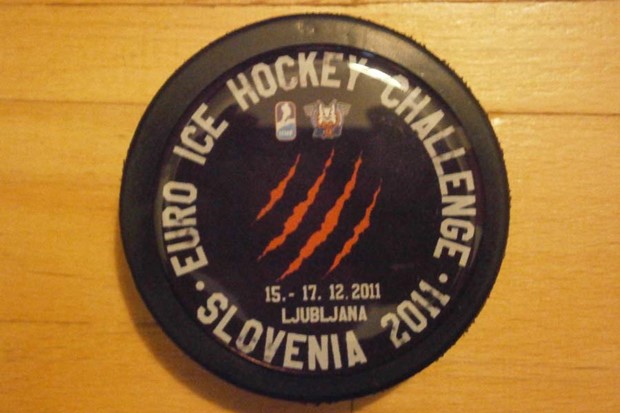 · EURO ICE HOCKEY CHALLENGE ·
15.- 17. 12. 2011
LJUBLJANA
SLOVENIA 2011